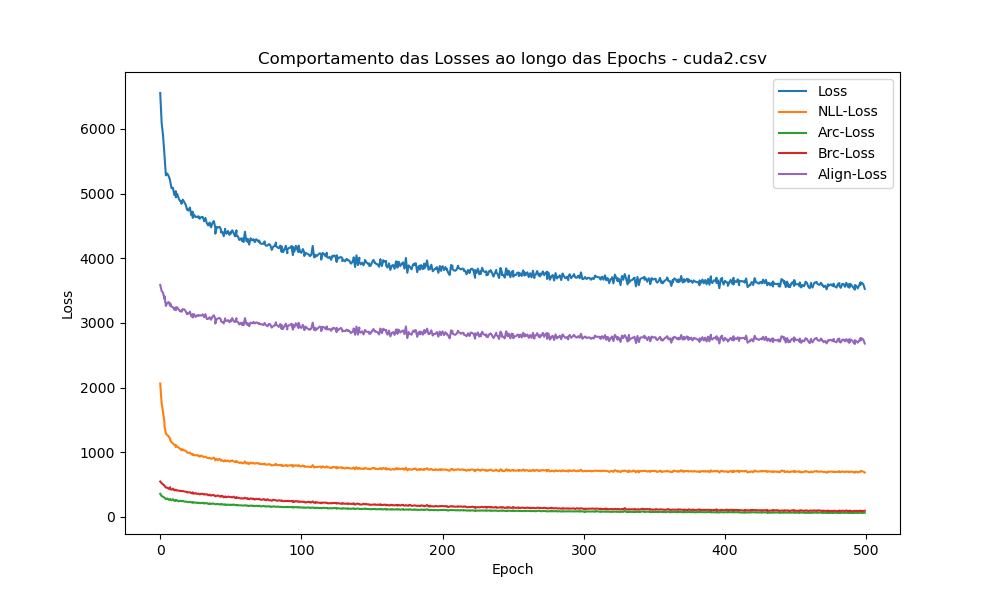 Comportamento das Losses ao longo das Epochs - cuda2.csv
Loss
NLL-Loss
Arc-Loss
Brc-Loss
Align-Loss
Loss
6000
5000
4000
3000
2000
1000
0
0 100 200 300 400 500
Epoch